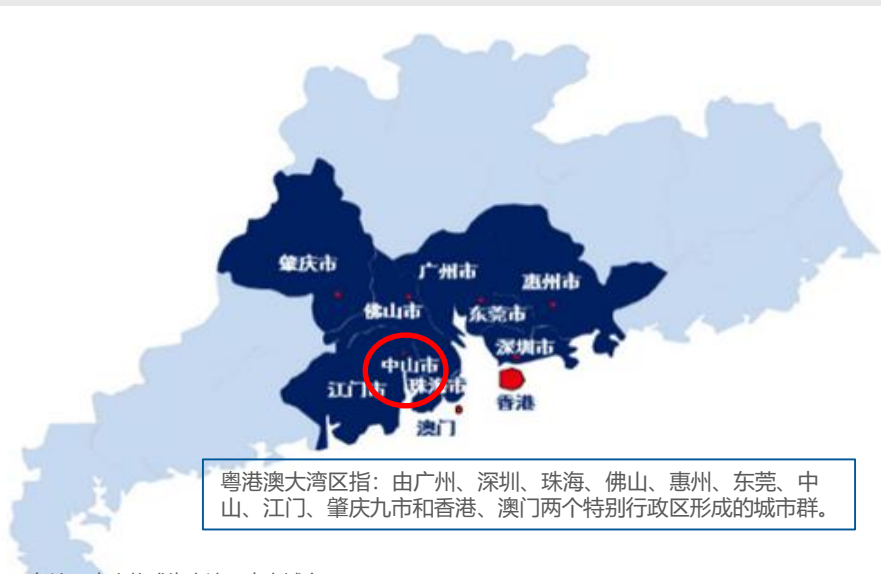 肇庆市
广州市
惠州市
佛山市
东莞市
深圳市
中山市
江门市
珠海市
香港
澳门
粤港澳大湾区指：由广州、深圳、珠海、佛山、惠州、东莞、中
山、江门、肇庆九市和香港、澳门两个特别行政区形成的城市群。